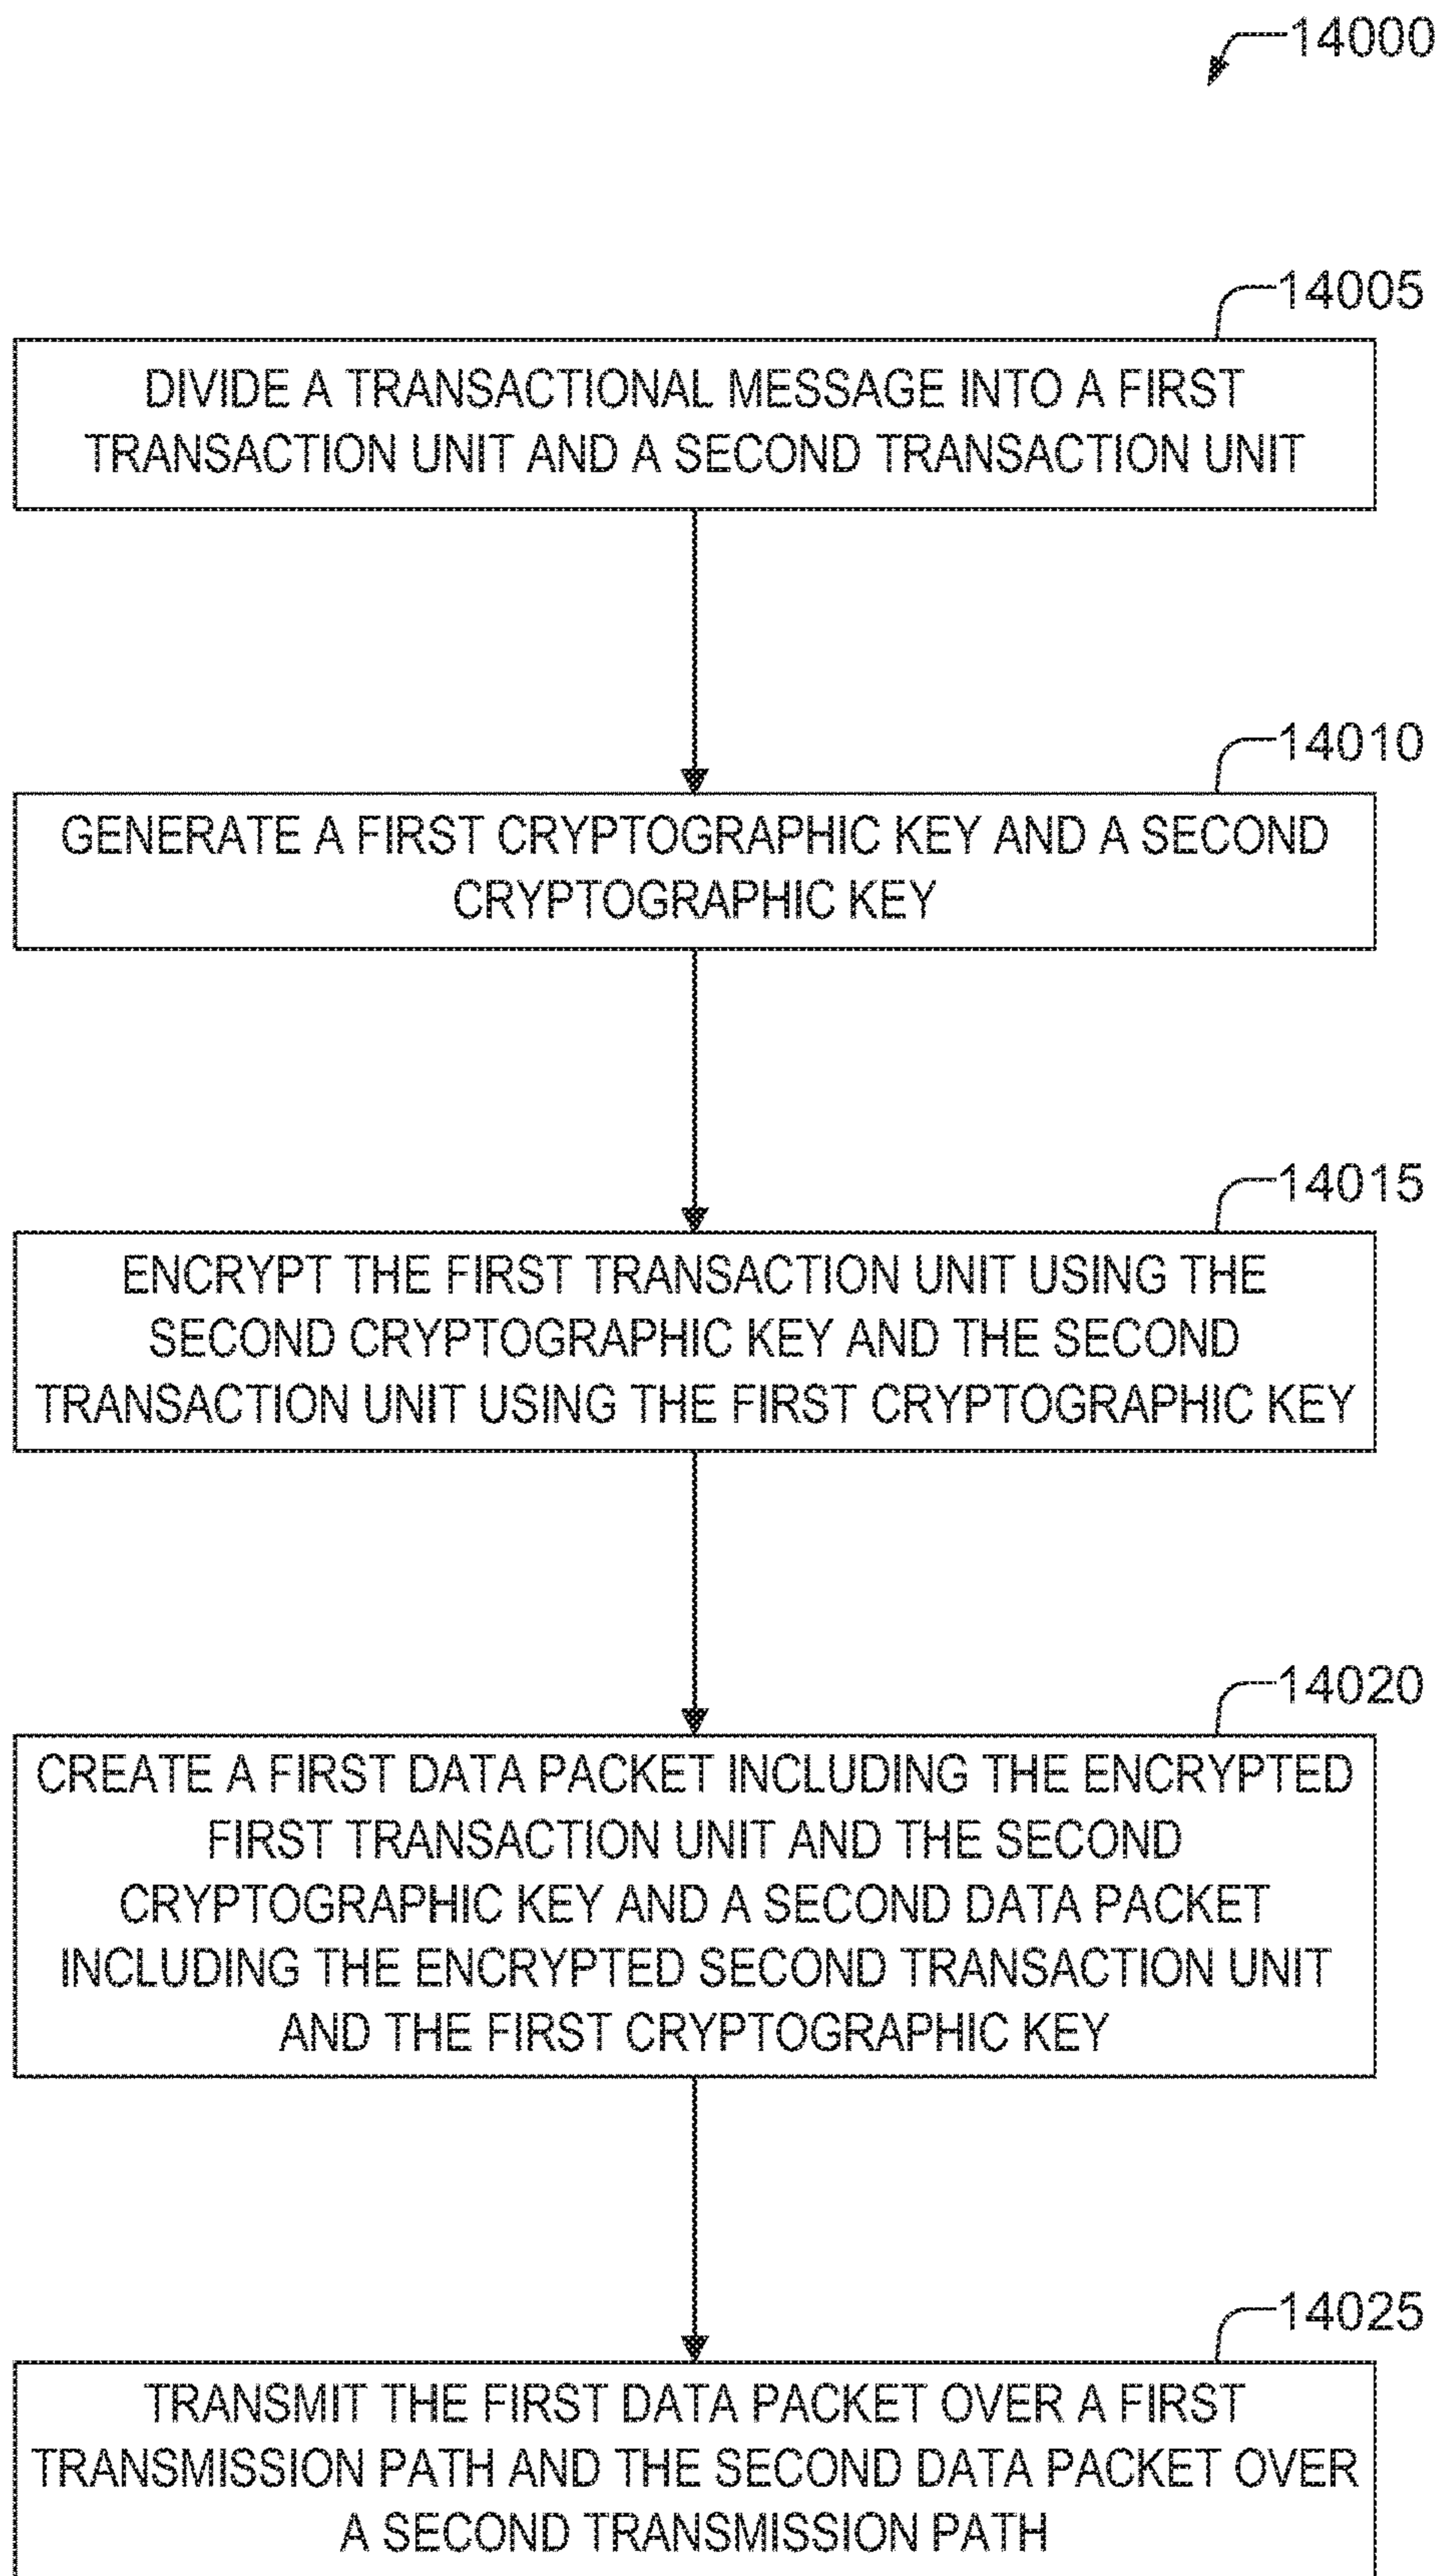 14000
14005
DIVIDE A TRANSACTIONAL MESSAGE INTO A FIRST
TRANSACTION UNIT AND A SECOND TRANSACTION UNIT
14010
GENERATE A FIRST CRYPTOGRAPHIC KEY AND A SECOND
CRYPTOGRAPHIC KEY
14015
ENCRYPT THE FIRST TRANSACTION UNIT USING THE
SECOND CRYPTOGRAPHIC KEY AND THE SECOND
TRANSACTION UNIT USING THE FIRST CRYPTOGRAPHIC KEY
14020
CREATE A FIRST DATA PACKET INCLUDING THE ENCRYPTED
FIRST TRANSACTION UNIT AND THE SECOND
CRYPTOGRAPHIC KEY AND A SECOND DATA PACKET
INCLUDING THE ENCRYPTED SECOND TRANSACTION UNIT
AND THE FIRST CRYPTOGRAPHIC KEY
14025
TRANSMIT THE FIRST DATA PACKET OVER A FIRST
TRANSMISSION PATH AND THE SECOND DATA PACKET OVER
A SECOND TRANSMISSION PATH